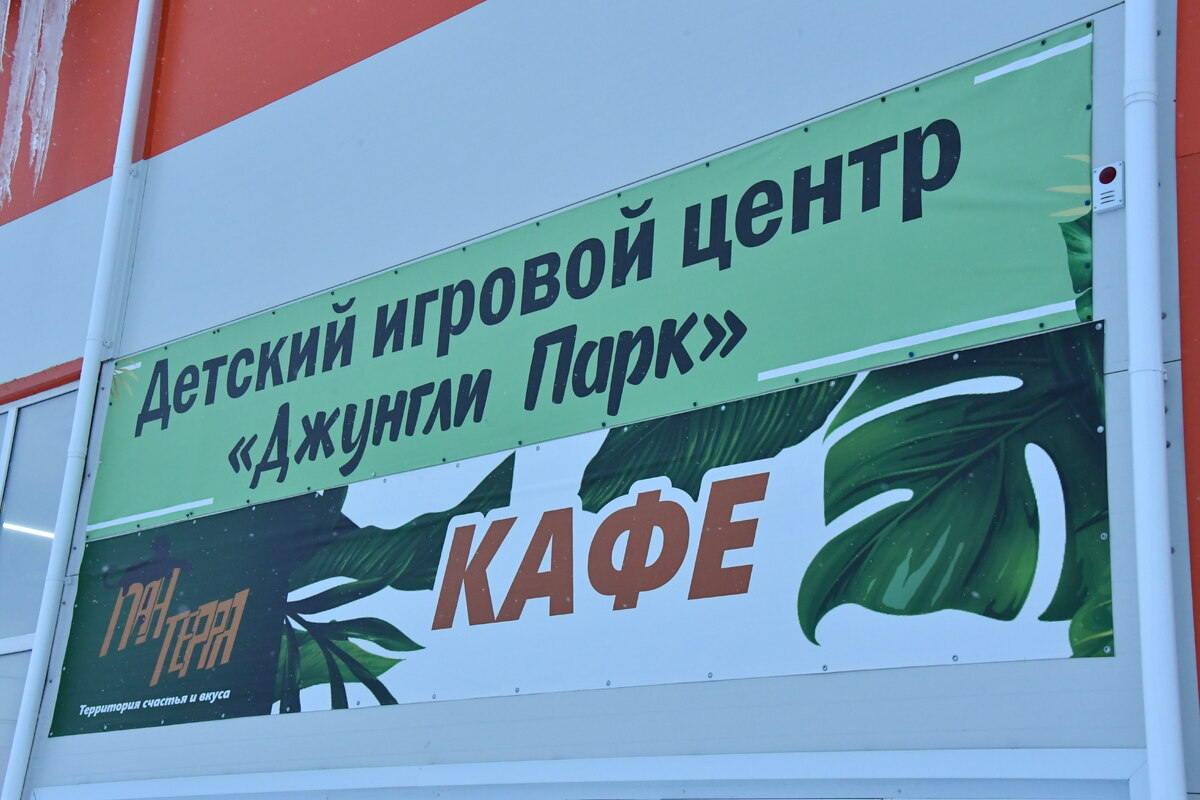 Детский игровой центр
«Джунгли Парк»
КАФЕ
ПАН
ТЕРРА
Территория счастья и вкуса